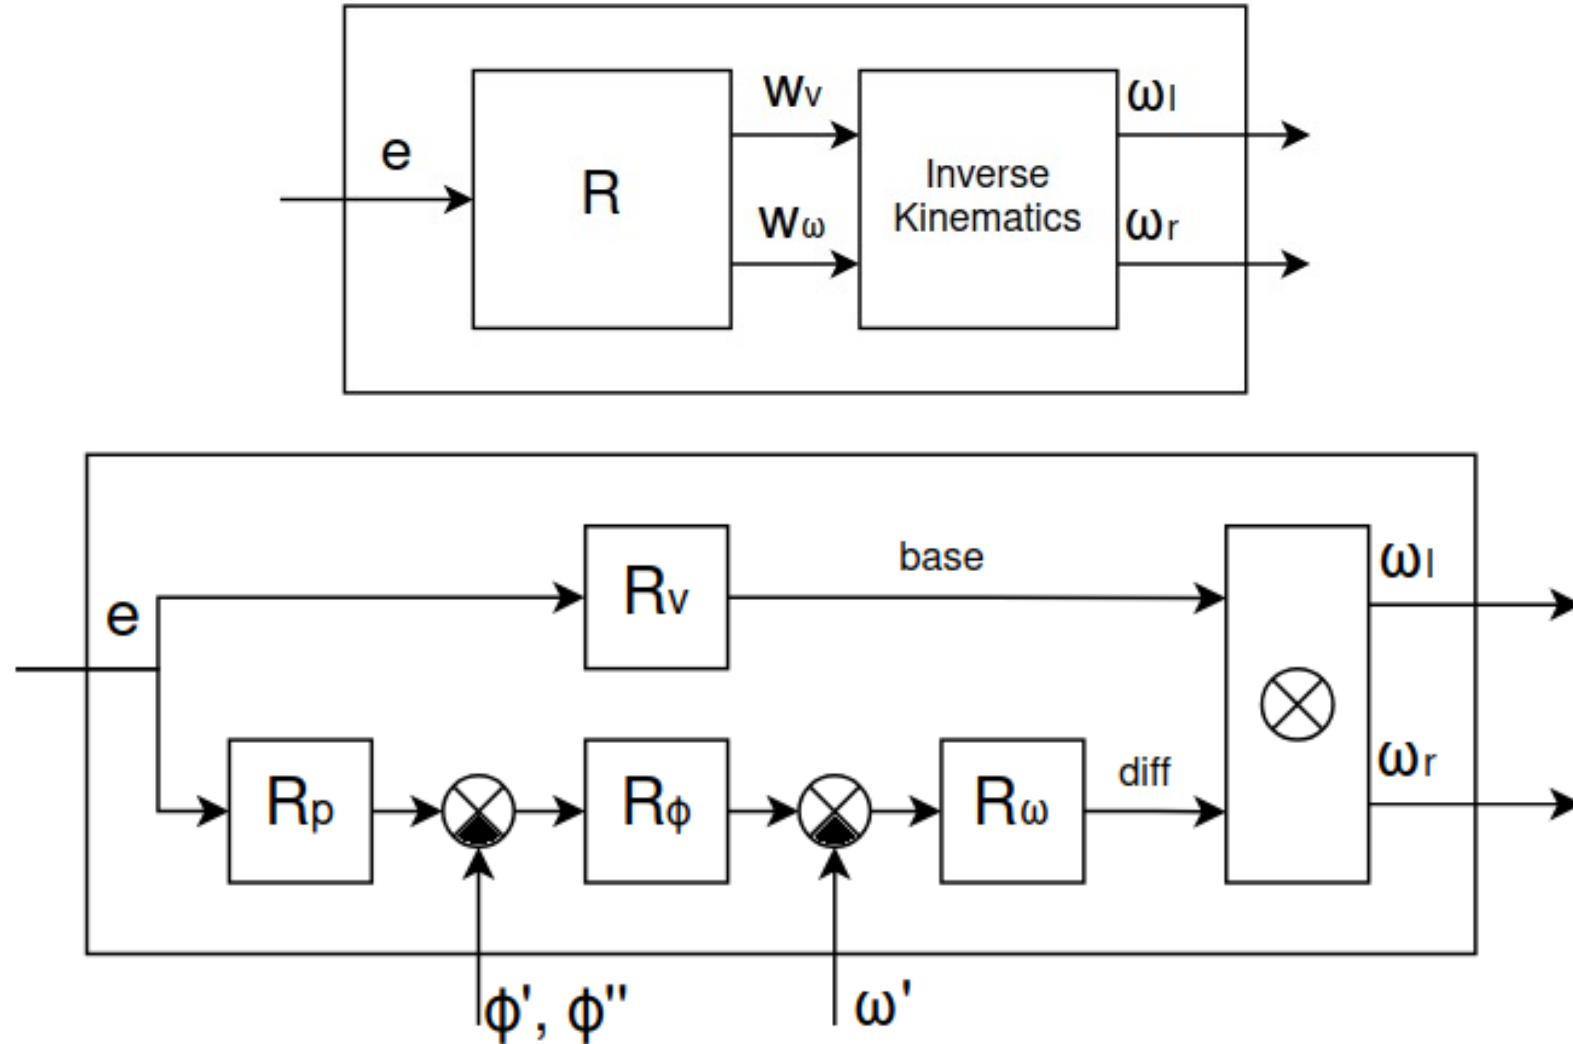 e
R
wv
wω
Inverse
Kinematics
ωl
ωr
e
Rv
base
ωl
Rp
Rϕ
Rω
diff
ωr
ϕ', ϕ''
ω'